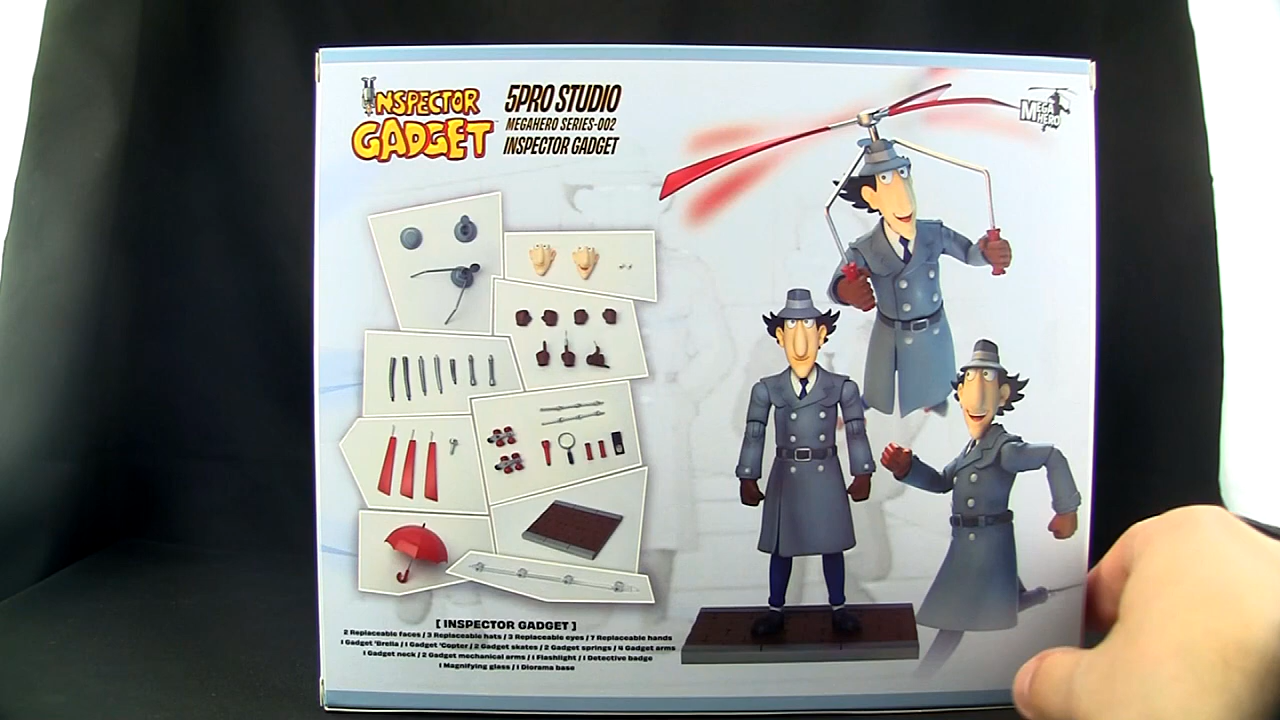 INSPECTOR
GADGET
5PRO STUDIO
MEGAHERO SERIES-002
INSPECTOR GADGET
MEGA
HERO
[ INSPECTOR GADGET ]
2 Replaceable faces / 3 Replaceable hats / 3 Replaceable eyes / 7 Replaceable hands
1 Gadget 'Brella / 1 Gadget 'Copter / 2 Gadget skates / 2 Gadget springs / 4 Gadget arms
1 Gadget neck / 2 Gadget mechanical arms / 1 Flashlight / 1 Detective badge
1 Magnifying glass / 1 Diorama base